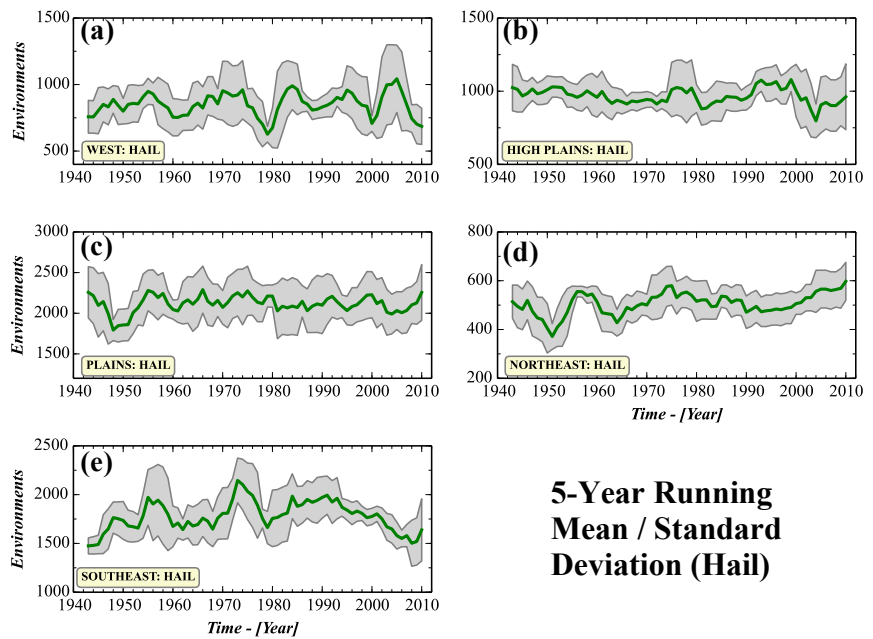 (a)
Environments
1500
1000
500
WEST: HAIL
1940 1950 1960 1970 1980 1990 2000 2010
(b)
1500
1000
500
HIGH PLAINS: HAIL
1940 1950 1960 1970 1980 1990 2000 2010
(c)
Environments
3000
2500
2000
1500
PLAINS: HAIL
1940 1950 1960 1970 1980 1990 2000 2010
(d)
800
600
400
200
NORTHEAST: HAIL
1940 1950 1960 1970 1980 1990 2000 2010
Time - [Year]
(e)
Environments
2500
2000
1500
1000
SOUTHEAST: HAIL
1940 1950 1960 1970 1980 1990 2000 2010
Time - [Year]
5-Year Running
Mean / Standard
Deviation (Hail)